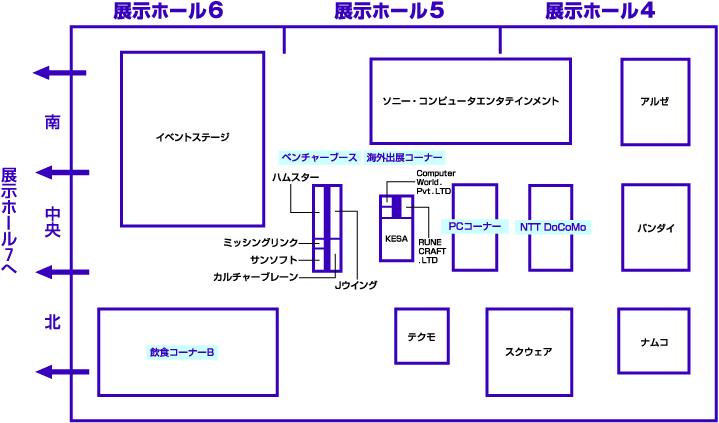 展示ホール6
展示ホール5
展示ホール4
南
中央
北
展示ホール7へ
イベントステージ
ソニー・コンピュータエンタテインメント
アルゼ
ベンチャーブース
海外出展コーナー
ハムスター
ミッシングリンク
サンソフト
カルチャーブレーン
Jウイング
Computer
World.
Pvt.LTD
KESA
RUNE
CRAFT
.LTD
PCコーナー
NTT DoCoMo
バンダイ
飲食コーナーB
テクモ
スクウェア
ナムコ